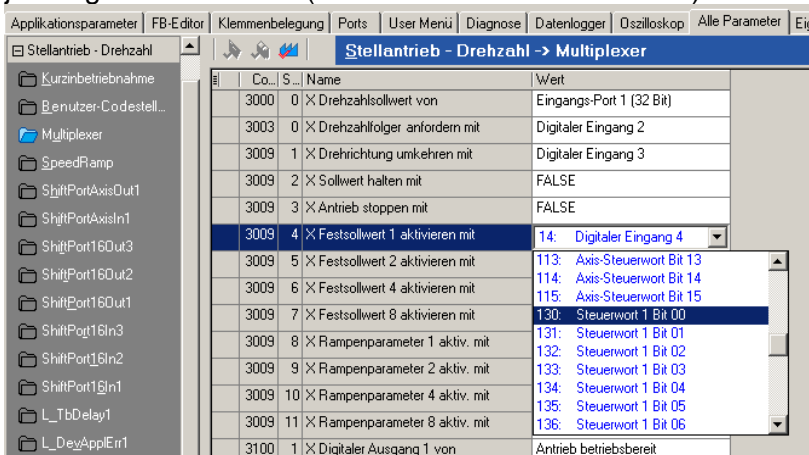 Applikationsparameter FB-Editor Klemmenbelegung Ports User Menü Diagnose Datenlogger Oszilloskop Alle Parameter
Stellantrieb - Drehzahl
Kurzinbetriebnahme
Benutzer-Codestell...
Multiplexer
SpeedRamp
ShiftPortAxisOut1
ShiftPortAxisIn1
ShiftPort16Out3
ShiftPort16Out2
ShiftPort16Out1
ShiftPort16In3
ShiftPort16In2
ShiftPort16In1
L_TbDelay1
L_DevApplErr1
Stellantrieb - Drehzahl -> Multiplexer
Co... S... Name Wert
3000 0 X Drehzahlsollwert von Eingangs-Port 1 (32 Bit)
3003 0 X Drehzahlfolger anfordern mit Digitaler Eingang 2
3009 1 X Drehrichtung umkehren mit Digitaler Eingang 3
3009 2 X Sollwert halten mit FALSE
3009 3 X Antrieb stoppen mit FALSE
3009 4 X Festsollwert 1 aktivieren mit 14: Digitaler Eingang 4
3009 5 X Festsollwert 2 aktivieren mit
3009 6 X Festsollwert 4 aktivieren mit
3009 7 X Festsollwert 8 aktivieren mit
3009 8 X Rampenparameter 1 aktiv. mit
3009 9 X Rampenparameter 2 aktiv. mit
3009 10 X Rampenparameter 4 aktiv. mit
3009 11 X Rampenparameter 8 aktiv. mit
3100 1 X Digitaler Ausgang 1 von Antrieb betriebsbereit
113: Axis-Steuerwort Bit 13
114: Axis-Steuerwort Bit 14
115: Axis-Steuerwort Bit 15
130: Steuerwort 1 Bit 00
131: Steuerwort 1 Bit 01
132: Steuerwort 1 Bit 02
133: Steuerwort 1 Bit 03
134: Steuerwort 1 Bit 04
135: Steuerwort 1 Bit 05
136: Steuerwort 1 Bit 06